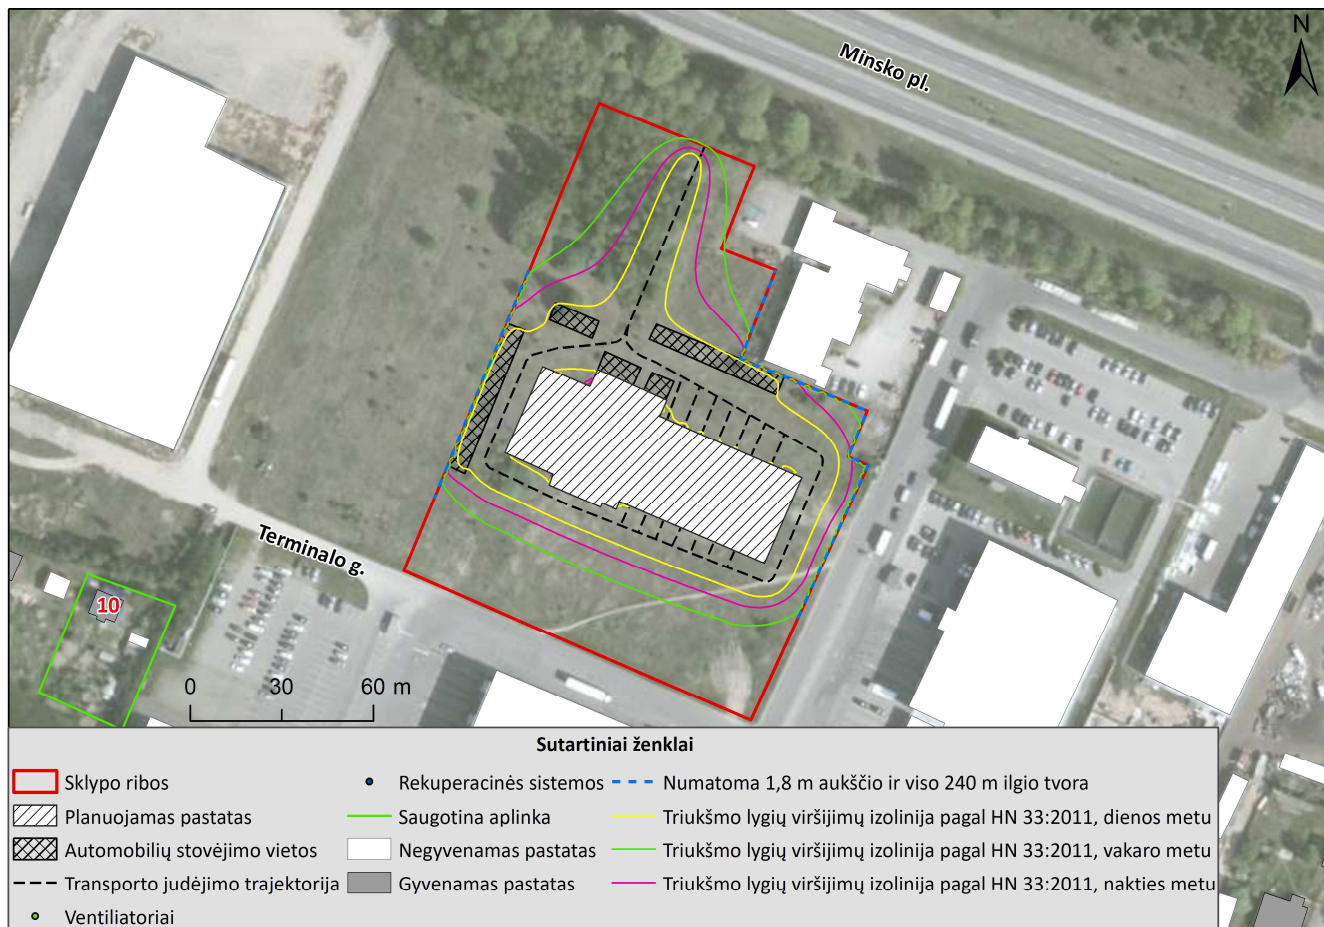 N
Minsko pl.
Terminalo g.
10
0 30 60 m
Sutartiniai ženklai
Sklypo ribos
Planuojamas pastatas
Automobilių stovėjimo vietos
Transporto judėjimo trajektorija
Ventiliatoriai
Rekuperacinės sistemos
Saugotina aplinka
Negyvenamas pastatas
Gyvenamas pastatas
Numatoma 1,8 m aukščio ir viso 240 m ilgio tvora
Triukšmo lygių viršijimų izolinija pagal HN 33:2011, dienos metu
Triukšmo lygių viršijimų izolinija pagal HN 33:2011, vakaro metu
Triukšmo lygių viršijimų izolinija pagal HN 33:2011, nakties metu